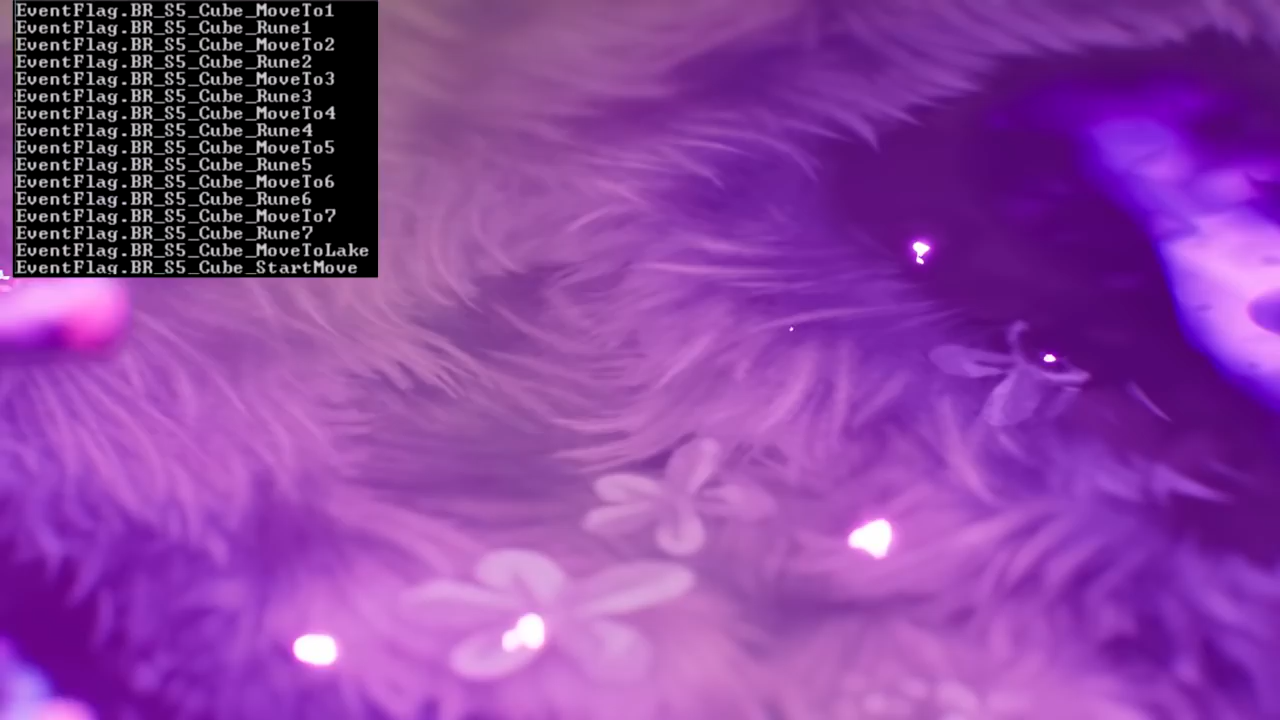 EventFlag.BR_S5_Cube_MoveTo1
EventFlag.BR_S5_Cube_Rune1
EventFlag.BR_S5_Cube_MoveTo2
EventFlag.BR_S5_Cube_Rune2
EventFlag.BR_S5_Cube_MoveTo3
EventFlag.BR_S5_Cube_Rune3
EventFlag.BR_S5_Cube_MoveTo4
EventFlag.BR_S5_Cube_Rune4
EventFlag.BR_S5_Cube_MoveTo5
EventFlag.BR_S5_Cube_Rune5
EventFlag.BR_S5_Cube_MoveTo6
EventFlag.BR_S5_Cube_Rune6
EventFlag.BR_S5_Cube_MoveTo7
EventFlag.BR_S5_Cube_Rune7
EventFlag.BR_S5_Cube_MoveToLake
EventFlag.BR_S5_Cube_StartMove